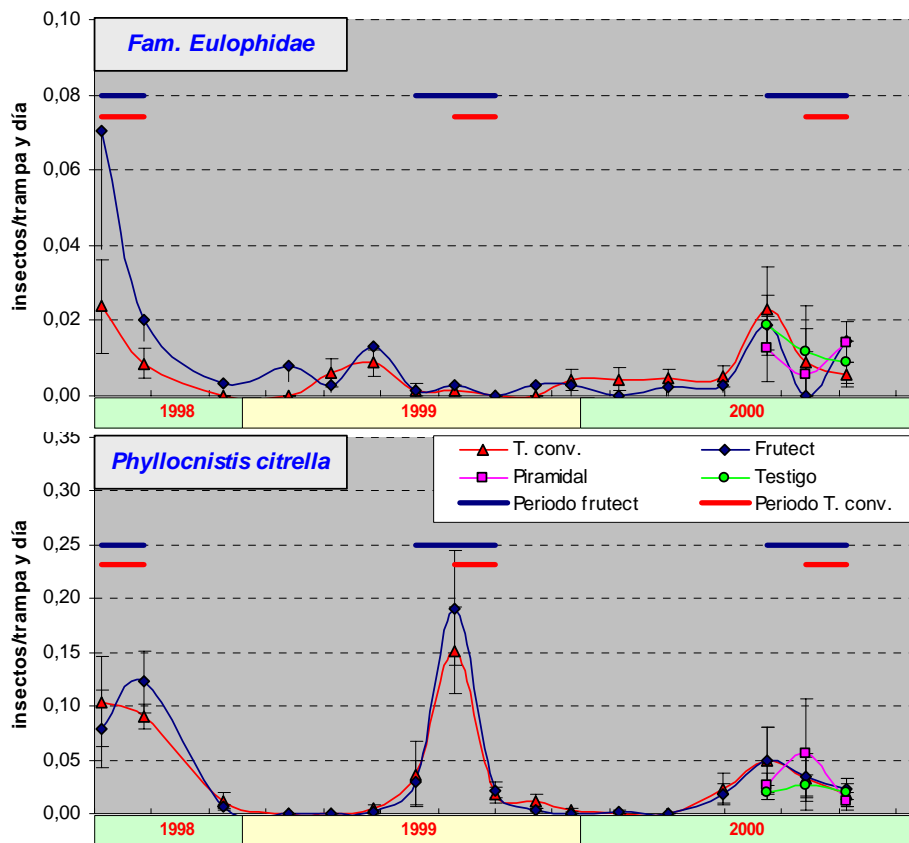 0,10
Fam. Eulophidae
0,08
0,06
0,04
0,02
0,00
insectos/trampa y día
1998 1999 2000
0,35
Phyllocnistis citrella
T. conv. Frutect
Piramidal Testigo
Periodo frutect Periodo T. conv.
0,30
0,25
0,20
0,15
0,10
0,05
0,00
insectos/trampa y día
1998 1999 2000